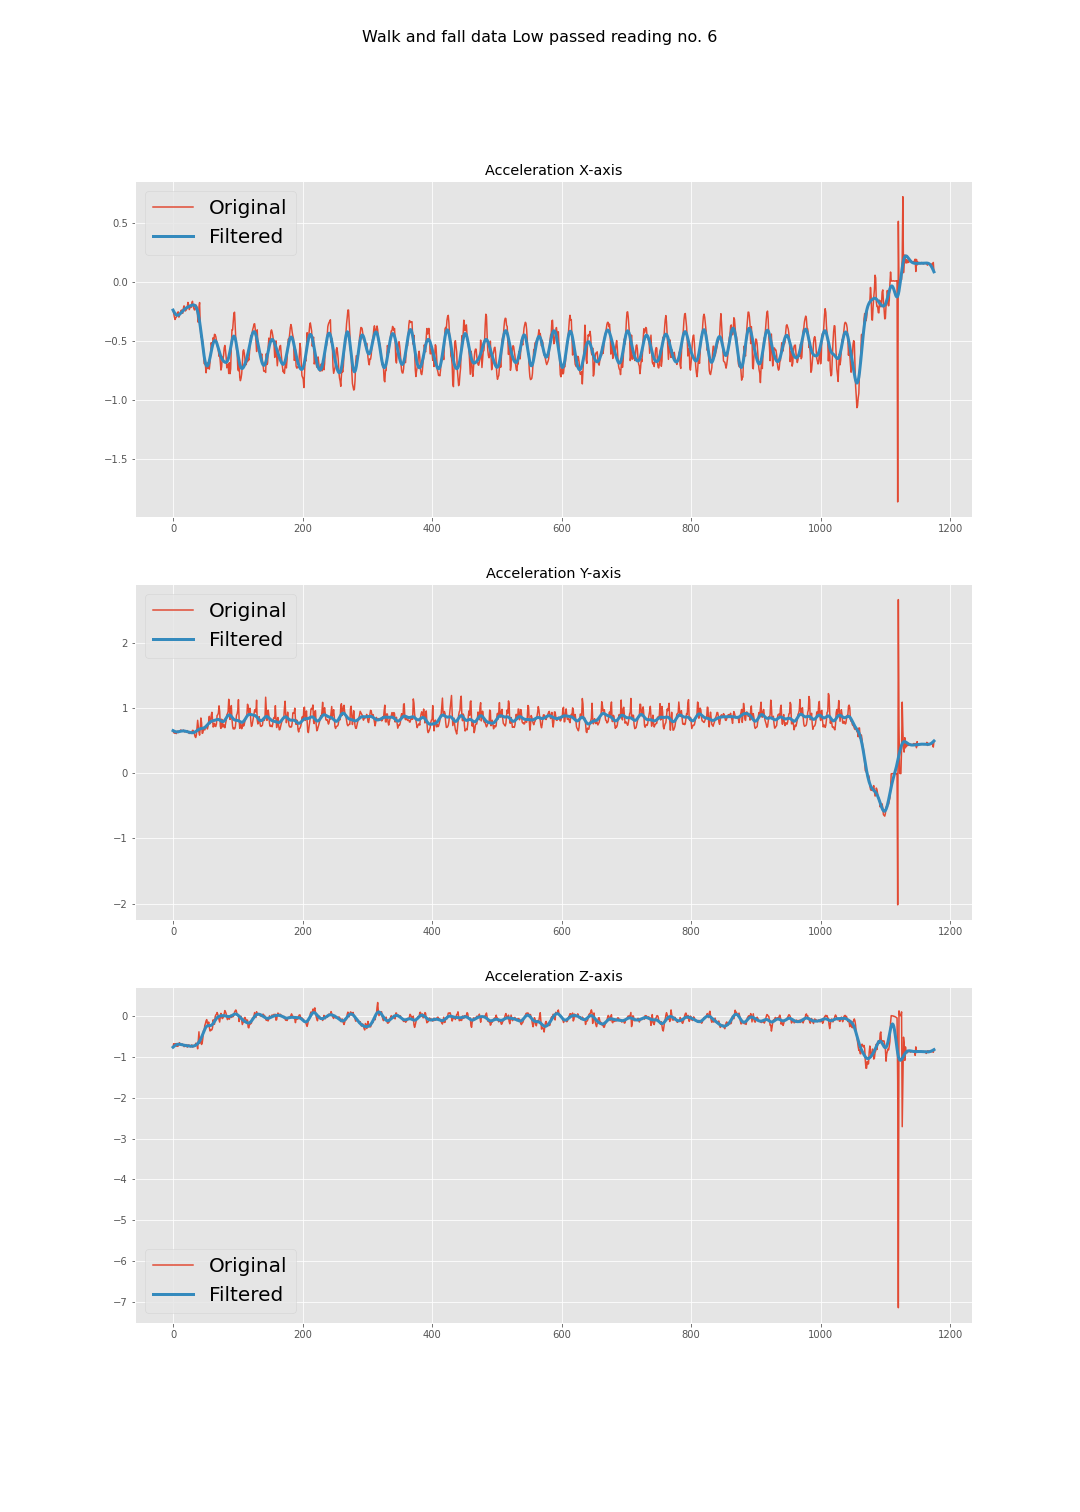 Walk and fall data Low passed reading no. 6
Acceleration X-axis
Original
Filtered
0.5
0.0
−0.5
−1.0
−1.5
0 200 400 600 800 1000 1200
Acceleration Y-axis
Original
Filtered
2
1
0
−1
−2
0 200 400 600 800 1000 1200
Acceleration Z-axis
0
−1
−2
−3
−4
−5
−6
−7
Original
Filtered
0 200 400 600 800 1000 1200